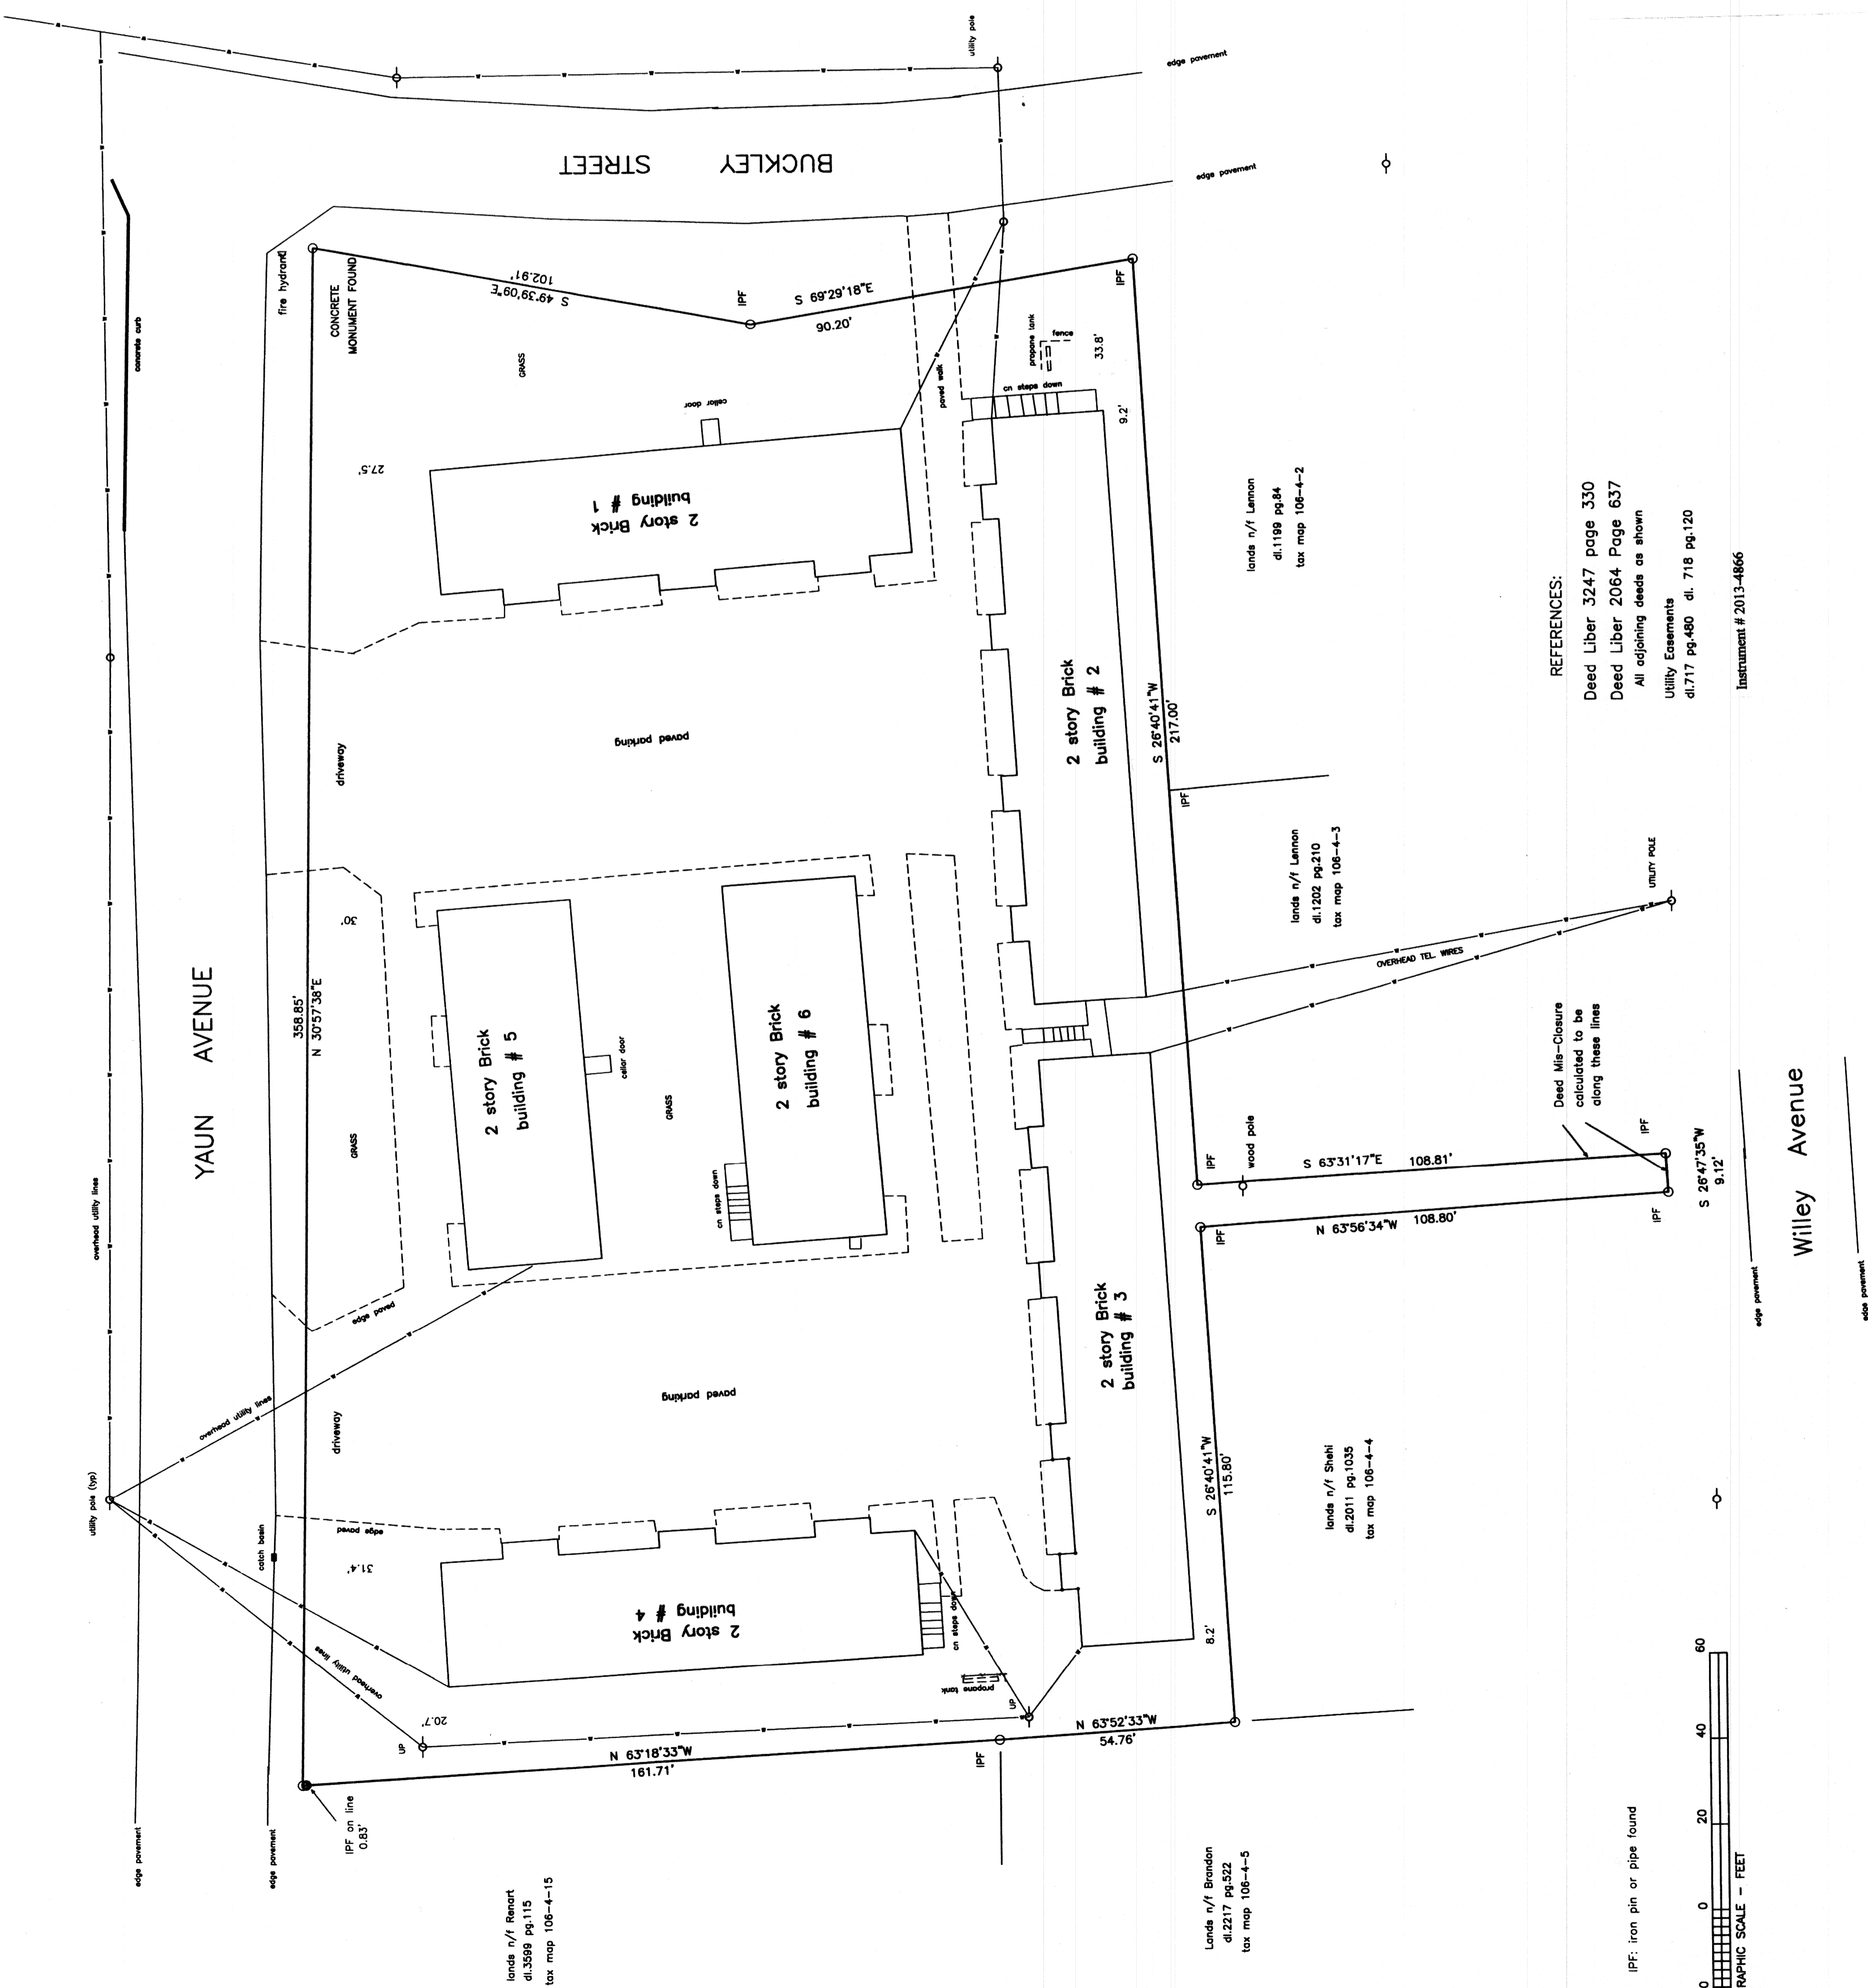 utility pole
edge pavement
BUCKLEY STREET
edge pavement
concrete curb
fire hydrant
CONCRETE
MONUMENT FOUND
S 49°39'09"E
102.91'
IPF
S 69°29'18"E
90.20'
IPF
GRASS
cellar door
paved walk
propane tank
fence
33.8'
cn steps down
9.2'
27.5'
2 story Brick
building # 1
lands n/f Lennon
dl.1199 pg.84
tax map 106-4-2
driveway
paved parking
2 story Brick
building # 2
S 26°40'41"W
217.00'
IPF
REFERENCES:
Deed Liber 3247 page 330
Deed Liber 2064 Page 637
All adjoining deeds as shown
Utility Easements
dl.717 pg.480 dl. 718 pg.120
Instrument # 2013-4866
lands n/f Lennon
dl.1202 pg.210
tax map 106-4-3
UTILITY POLE
OVERHEAD TEL. WIRES
YAUN AVENUE
358.85'
N 30°57'38"E
30'
GRASS
2 story Brick
building # 5
cellar door
GRASS
2 story Brick
building # 6
cn steps down
Deed Mis-Closure
calculated to be
along these lines
overhead utility lines
IPF
wood pole
S 63°31'17"E 108.81'
IPF
IPF
N 63°56'34"W 108.80'
IPF
S 26°47'35"W
9.12'
Willey Avenue
edge pavement
edge pavement
edge paved
overhead utility lines
driveway
paved parking
2 story Brick
building # 3
S 26°40'41"W
115.80'
lands n/f Shehi
dl.2011 pg.1035
tax map 106-4-4
utility pole (typ)
catch basin
edge paved
31.4'
2 story Brick
building # 4
cn steps down
8.2'
overhead utility lines
20.7'
propane tank
UP
UP
N 63°18'33"W
161.71'
IPF
N 63°52'33"W
54.76'
IPF on line
0.83'
edge pavement
edge pavement
lands n/f Renart
dl.3599 pg.115
tax map 106-4-15
Lands n/f Brandon
dl.2217 pg.522
tax map 106-4-5
IPF: iron pin or pipe found
0 0 20 40 60
RAPHIC SCALE - FEET